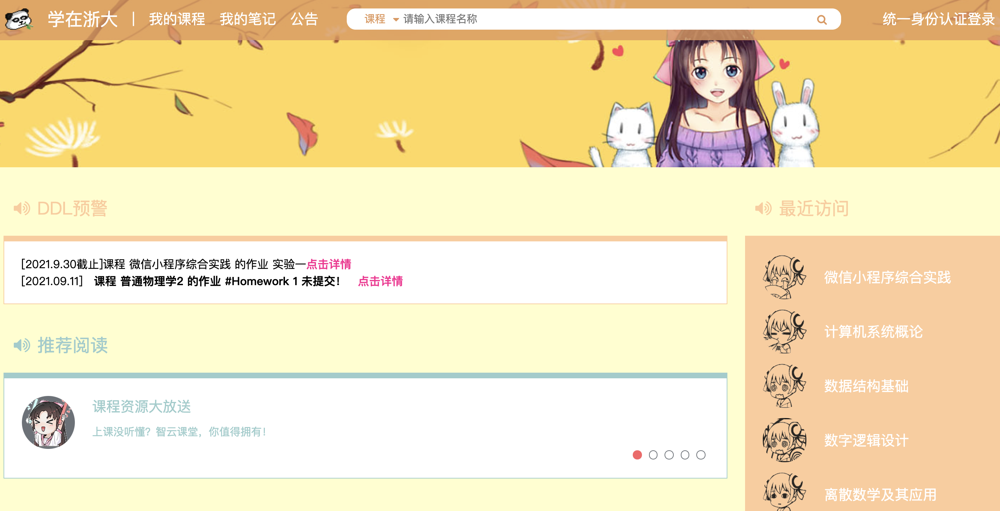 学在浙大 | 我的课程 我的笔记 公告 课程 请输入课程名称 统一身份认证登录
DDL预警
[2021.9.30截止]课程 微信小程序综合实践 的作业 实验一点击详情
[2021.09.11] 课程 普通物理学2 的作业 #Homework 1 未提交！ 点击详情
推荐阅读
课程资源大放送
上课没听懂？智云课堂，你值得拥有！
最近访问
微信小程序综合实践
计算机系统概论
数据结构基础
数字逻辑设计
离散数学及其应用